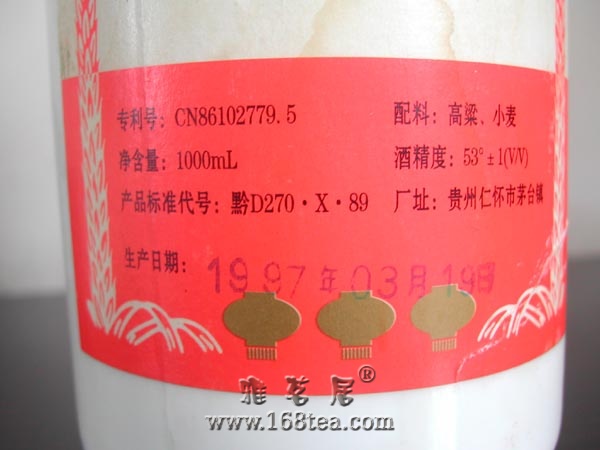 专利号：CN86102779.5 配料：高粱、小麦
净含量：1000mL 酒精度：53°±1(V/V)
产品标准代号：黔D270·X·89 厂址：贵州仁怀市茅台镇
生产日期：1997年03月19日
雅茗居®
www.168tea.com